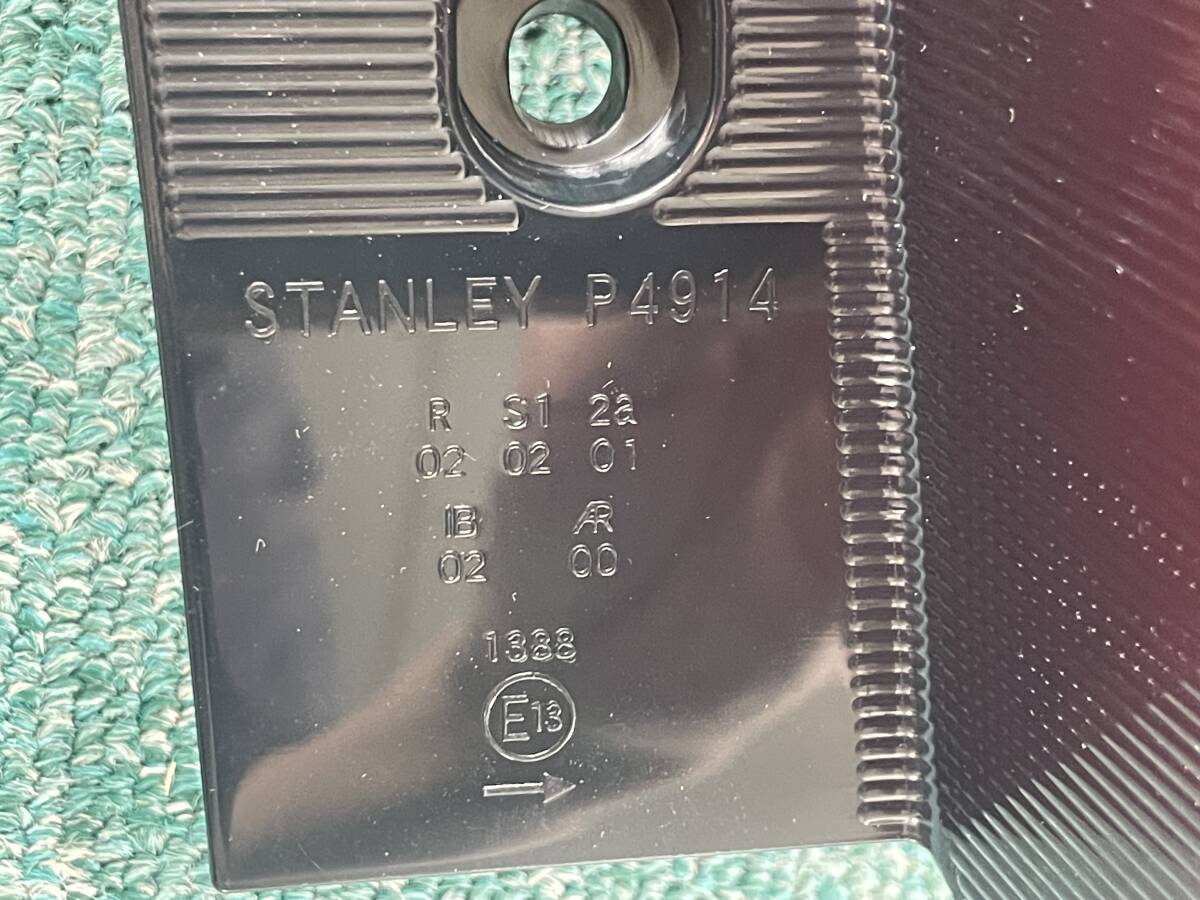 STANLEY P4914
R S1 2a
02 02 01
IB AR
02 00
1388
E13
→